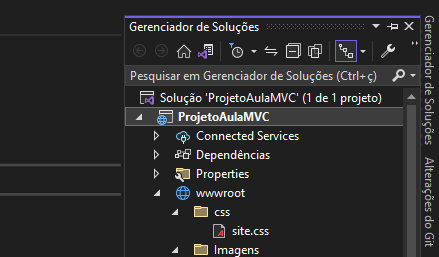 Gerenciador de Soluções
Pesquisar em Gerenciador de Soluções (Ctrl+ç)
Solução 'ProjetoAulaMVC' (1 de 1 projeto)
ProjetoAulaMVC
Connected Services
Dependências
Properties
wwwroot
css
site.css
Imagens
Gerenciador de Soluções
Alterações do Git